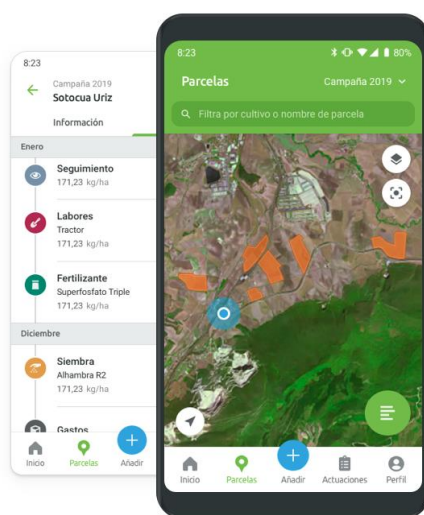 8:23
Campaña 2019
Sotocua Uriz
Información
Enero
Seguimiento
171,23 kg/ha
Labores
Tractor
171,23 kg/ha
Fertilizante
Superfosfato Triple
171,23 kg/ha
Diciembre
Siembra
Alhambra R2
171,23 kg/ha
Gastos
Inicio Parcelas Añadir
8:23 80%
Parcelas Campaña 2019
Filtra por cultivo o nombre de parcela
Inicio Parcelas Añadir Actuaciones Perfil